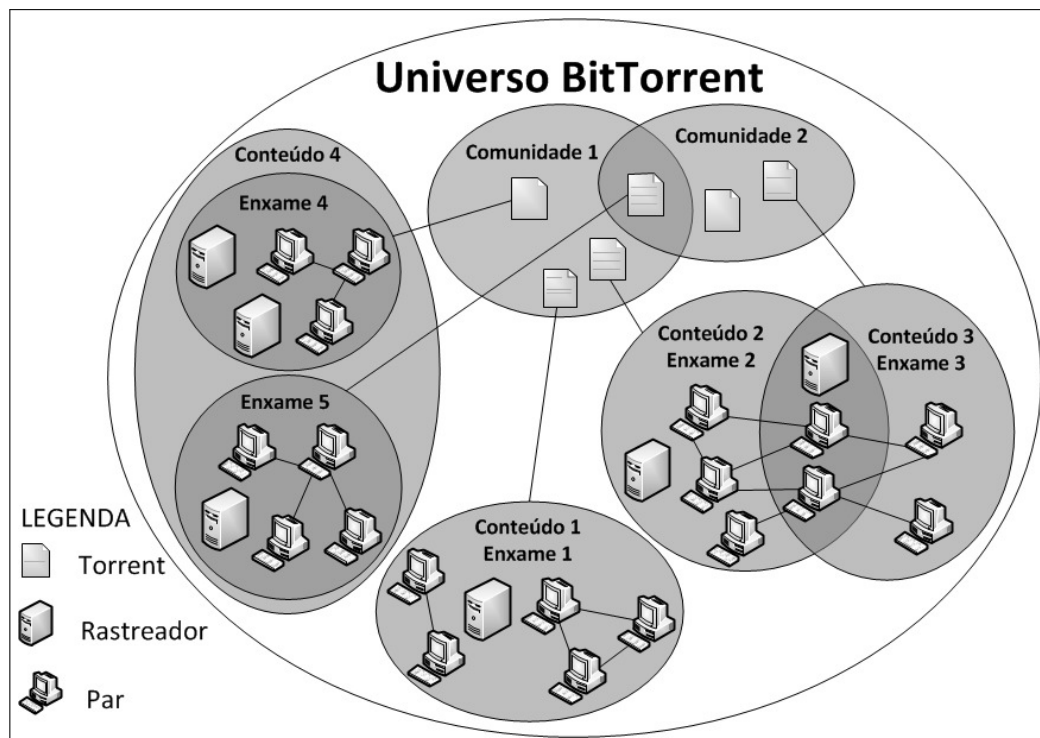 Universo BitTorrent
Conteúdo 4
Enxame 4
Enxame 5
Comunidade 1
Comunidade 2
Conteúdo 2
Enxame 2
Conteúdo 3
Enxame 3
Conteúdo 1
Enxame 1
LEGENDA
Torrent
Rastreador
Par